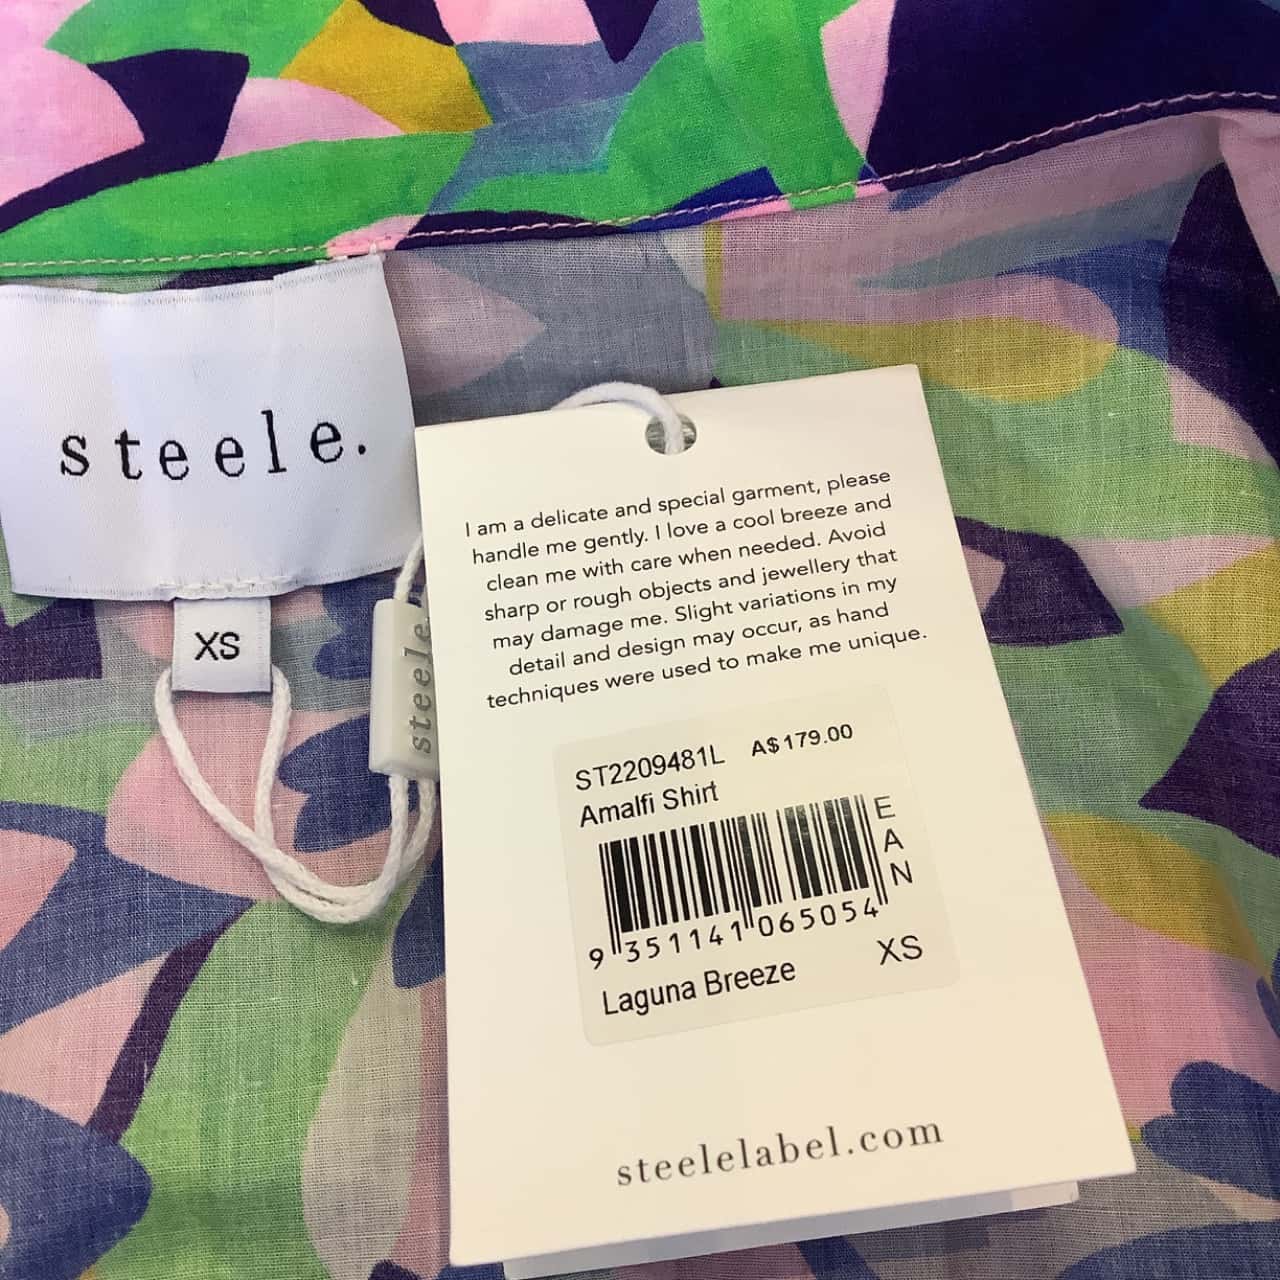 steele.
XS
steele.
I am a delicate and special garment, please
handle me gently. I love a cool breeze and
clean me with care when needed. Avoid
sharp or rough objects and jewellery that
may damage me. Slight variations in my
detail and design may occur, as hand
techniques were used to make me unique.
ST2209481L A$179.00
Amalfi Shirt
EAN
9 351141 065054
Laguna Breeze XS
steelelabel.com